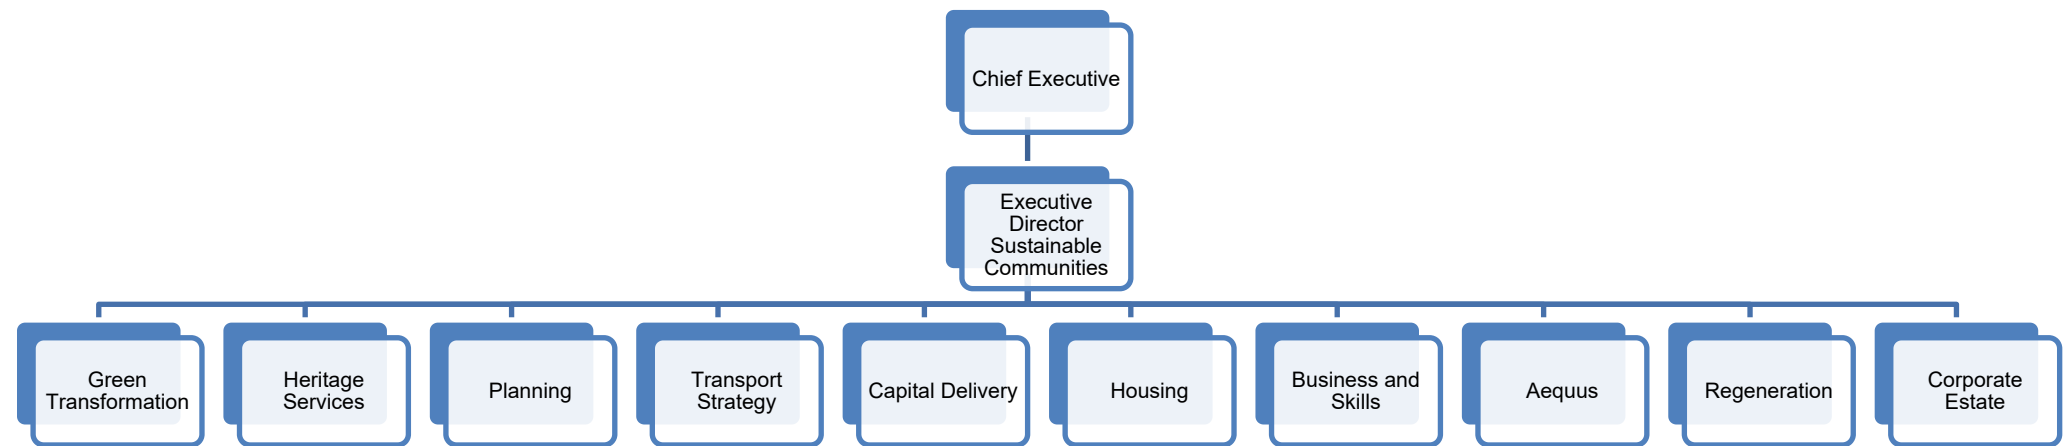 Chief Executive
Executive
Director
Sustainable
Communities
Green
Transformation
Heritage
Services
Planning
Transport
Strategy
Capital Delivery
Housing
Business and
Skills
Aequus
Regeneration
Corporate
Estate